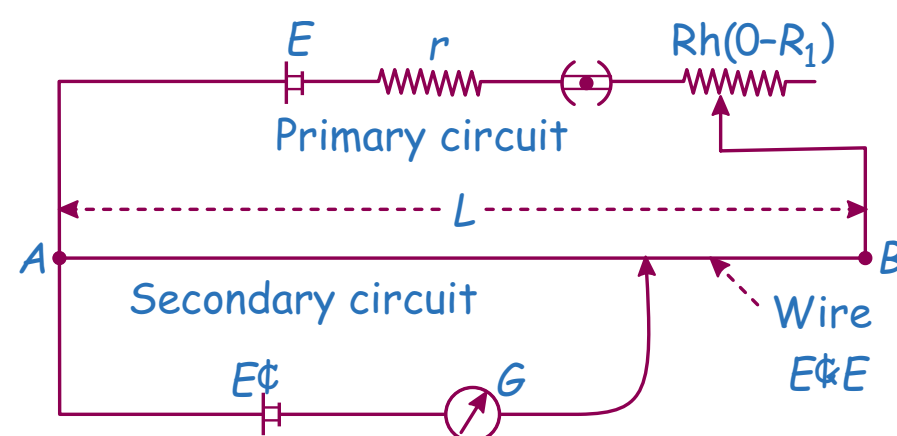 E
r
Rh(0–R₁)
Primary circuit
L
A
B
Secondary circuit
Wire
E¢
G
E¢<E